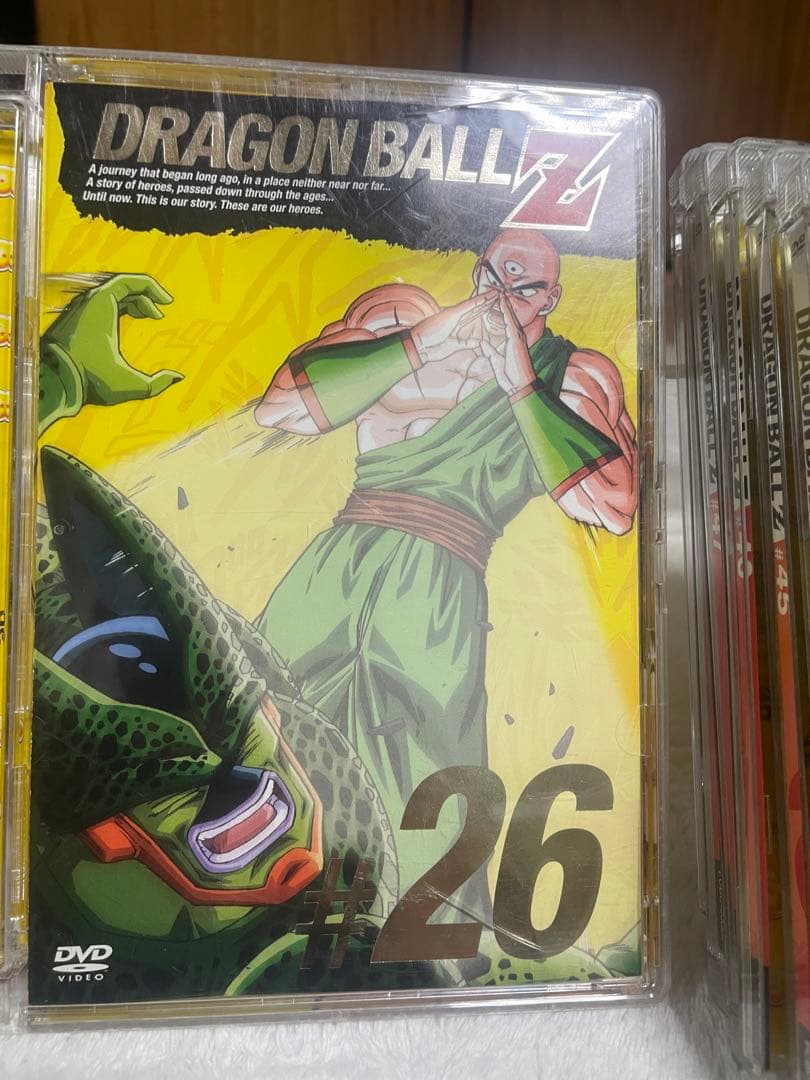 DRAGON BALL Z
A journey that began long ago, in a place neither near nor far...
A story of heroes, passed down through the ages...
Until now. This is our story. These are our heroes.
#26
DVD
VIDEO
DRAGON BALL Z #47
DRAGON BALL Z #45